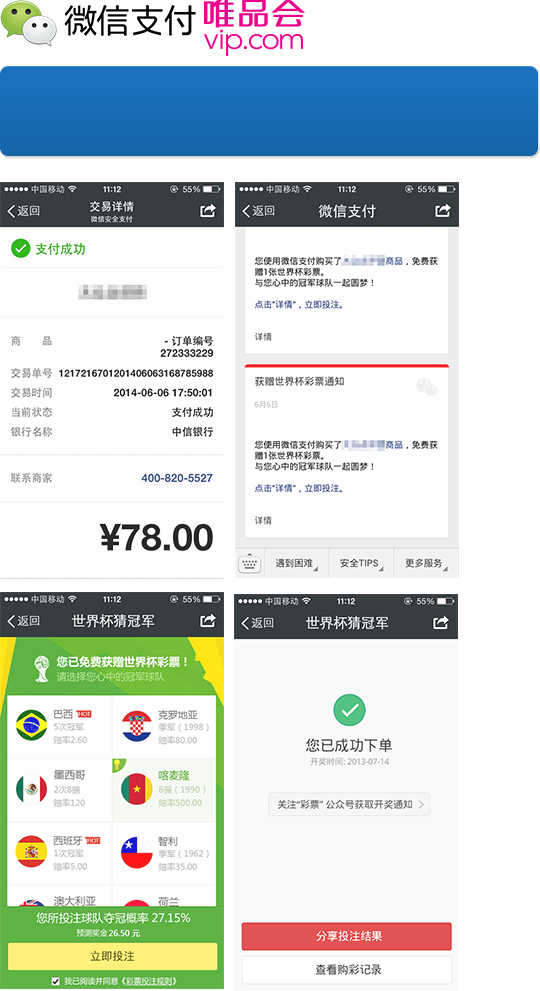 微信支付 唯品会
vip.com
中国移动 11:12 55%
返回 交易详情
微信安全支付
支付成功
商 品 - 订单编号
272333229
交易单号 1217216701201406063168785988
交易时间 2014-06-06 17:50:01
当前状态 支付成功
银行名称 中信银行
联系商家 400-820-5527
¥78.00
中国移动 11:12 55%
返回 微信支付
您使用微信支付购买了 商品，免费获
赠1张世界杯彩票。
与您心中的冠军球队一起圆梦！
点击“详情”，立即投注。
详情
获赠世界杯彩票通知
6月6日
您使用微信支付购买了 商品，免费获
赠1张世界杯彩票。
与您心中的冠军球队一起圆梦！
点击“详情”，立即投注。
详情
遇到困难 安全TIPS 更多服务
中国移动 11:12 55%
返回 世界杯猜冠军
您已免费获赠世界杯彩票！
请选择您心中的冠军球队
巴西 HOT
5次冠军
赔率2.60
克罗地亚
季军（1998）
赔率80.00
墨西哥
2次8强
赔率120
喀麦隆
8强（1990）
赔率500.00
西班牙 HOT
1次冠军
赔率5.00
智利
季军（1962）
赔率35.00
澳大利亚
荷兰
您所投注球队夺冠概率 27.15%
预测奖金 26.50 元
立即投注
我已阅读并同意《彩票投注规则》
中国移动 11:12 55%
返回 世界杯猜冠军
您已成功下单
开奖时间: 2013-07-14
关注“彩票” 公众号获取开奖通知
分享投注结果
查看购彩记录